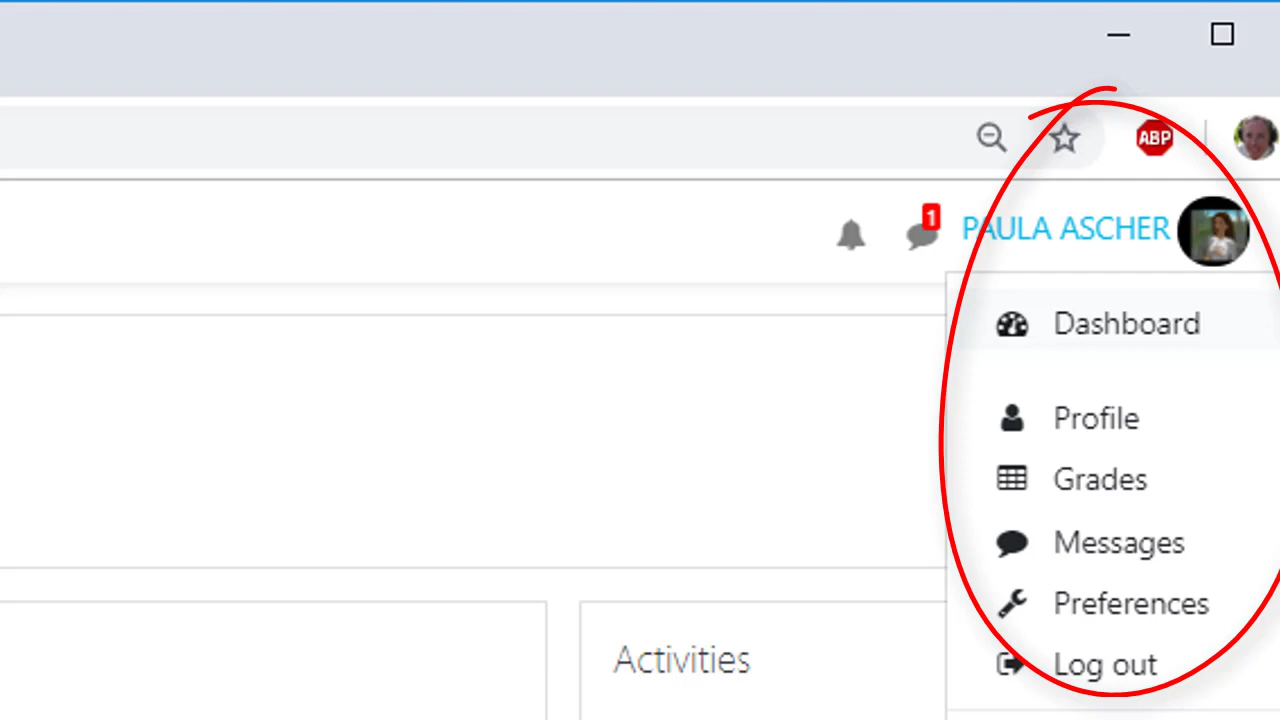 ABP
1
PAULA ASCHER
Dashboard
Profile
Grades
Messages
Preferences
Log out
Activities